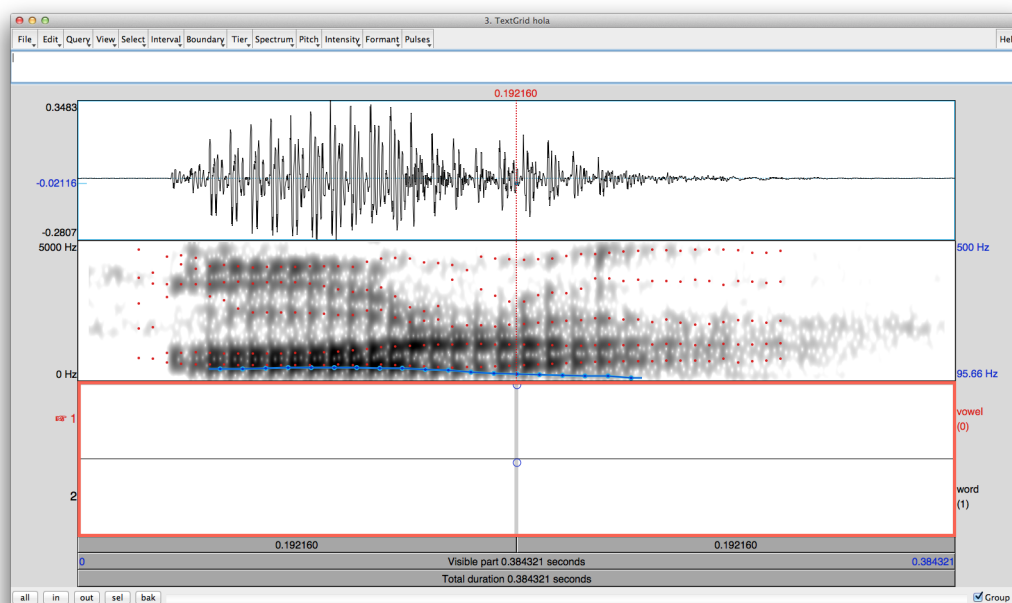 3. TextGrid hola
File Edit Query View Select Interval Boundary Tier Spectrum Pitch Intensity Formant Pulses Hel
0.192160
0.3483
-0.02116
-0.2807
5000 Hz 500 Hz
0 Hz 95.66 Hz
☞ 1 vowel
(0)
2 word
(1)
0.192160 0.192160
0 Visible part 0.384321 seconds 0.384321
Total duration 0.384321 seconds
all in out sel bak Group